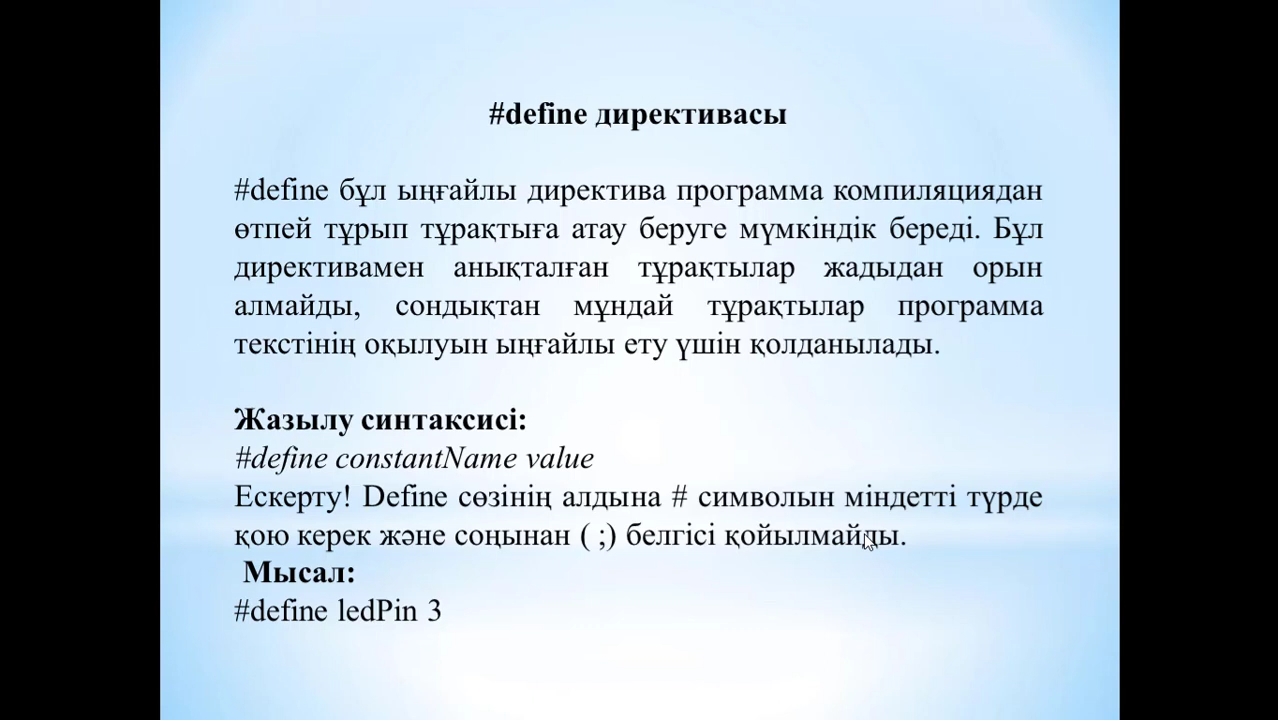 #define директивасы
#define бұл ыңғайлы директива программа компиляциядан
өтпей тұрып тұрақтыға атау беруге мүмкіндік береді. Бұл
директивамен анықталған тұрақтылар жадыдан орын
алмайды, сондықтан мұндай тұрақтылар программа
текстінің оқылуын ыңғайлы ету үшін қолданылады.
Жазылу синтаксисі:
#define constantName value
Ескерту! Define сөзінің алдына # символын міндетті түрде
қою керек және соңынан ( ;) белгісі қойылмайды.
Мысал:
#define ledPin 3